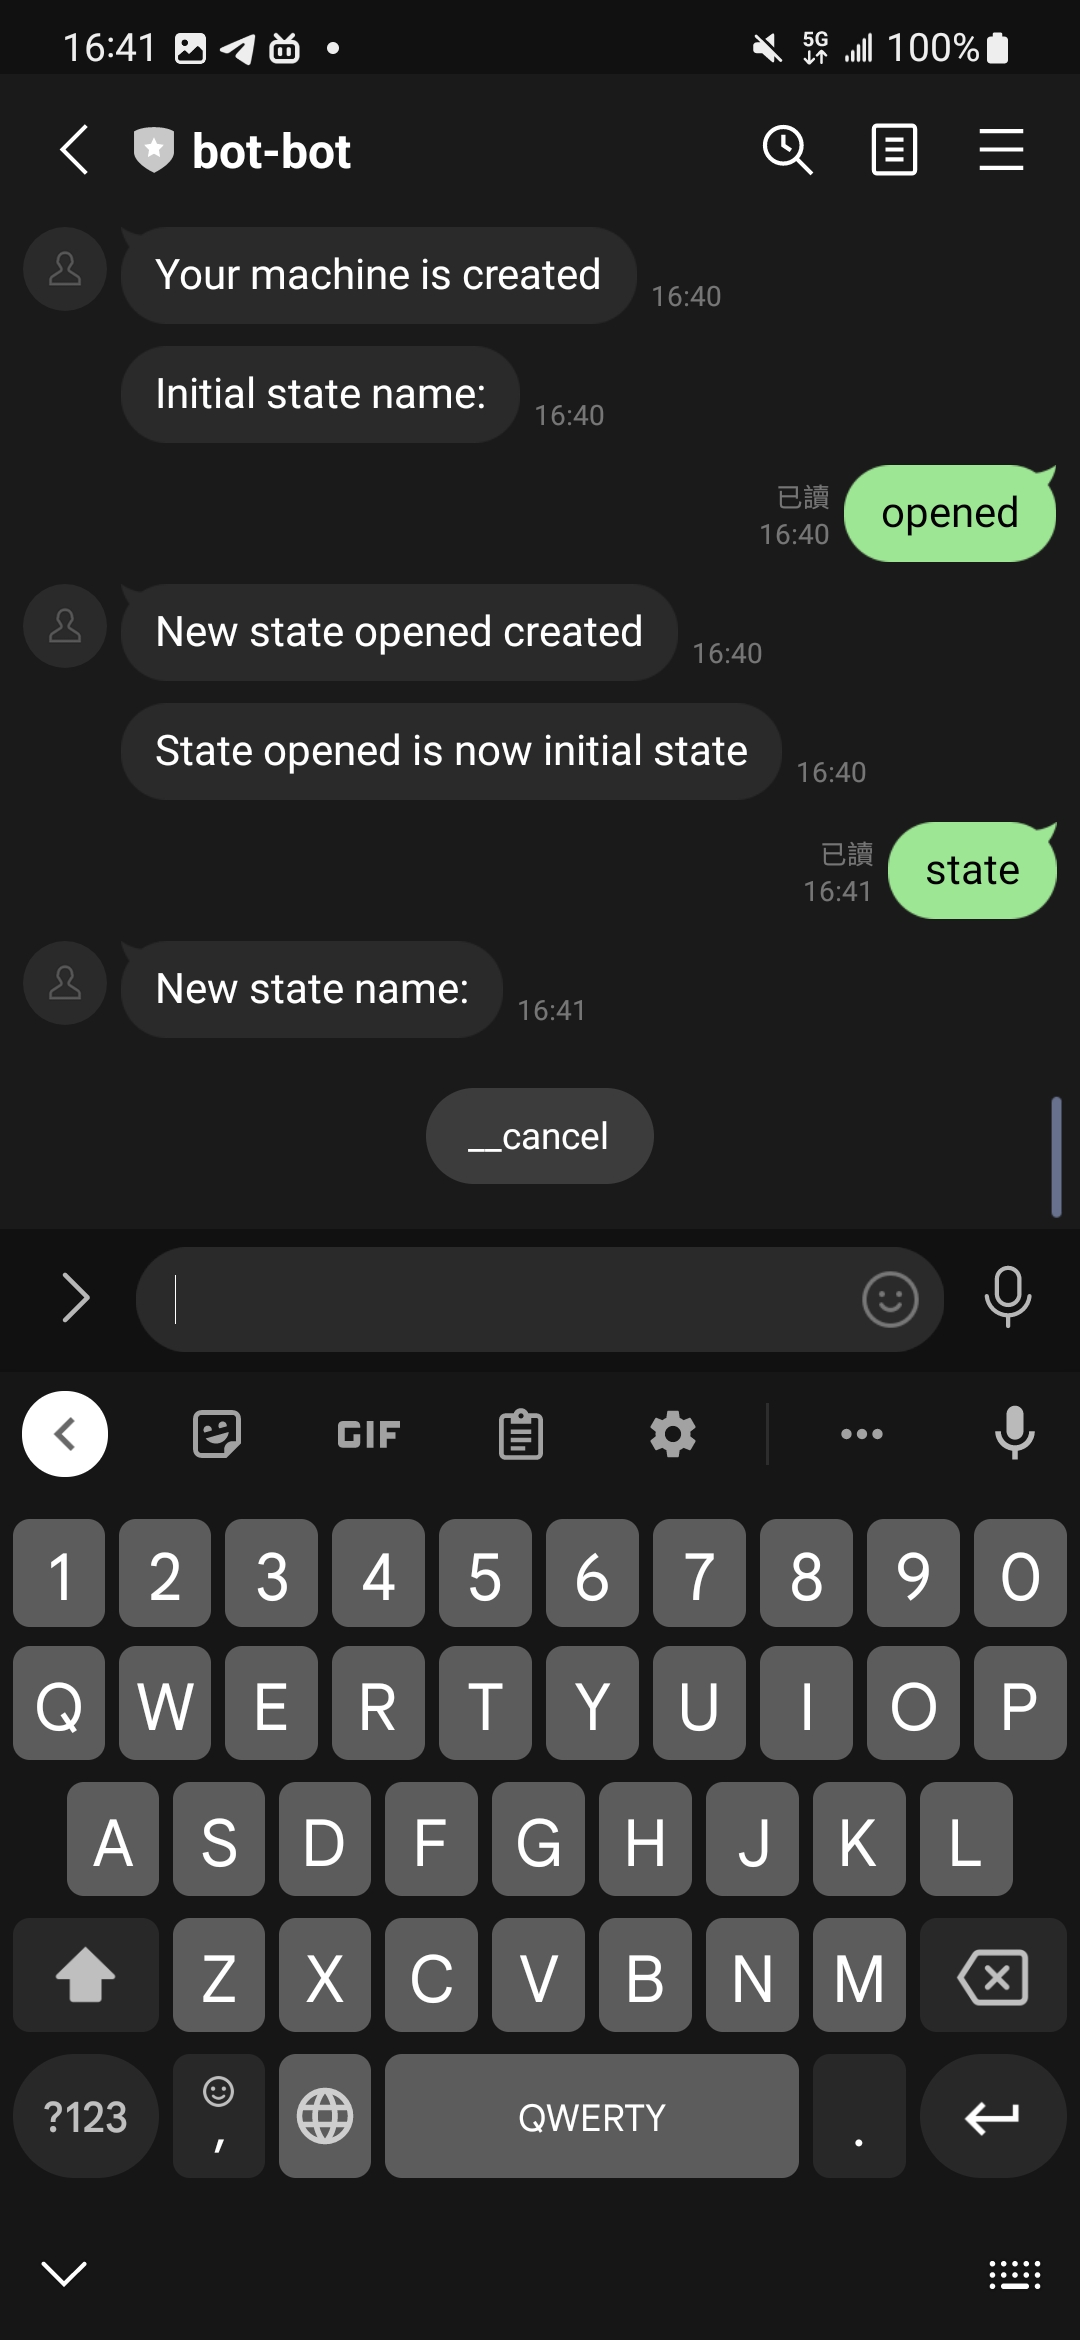 16:41 5G 100%
bot-bot
Your machine is created
16:40
Initial state name:
16:40
已讀
16:40
opened
New state opened created
16:40
State opened is now initial state
16:40
已讀
16:41
state
New state name:
16:41
__cancel
GIF
1 2 3 4 5 6 7 8 9 0
Q W E R T Y U I O P
A S D F G H J K L
Z X C V B N M
?123 , QWERTY .